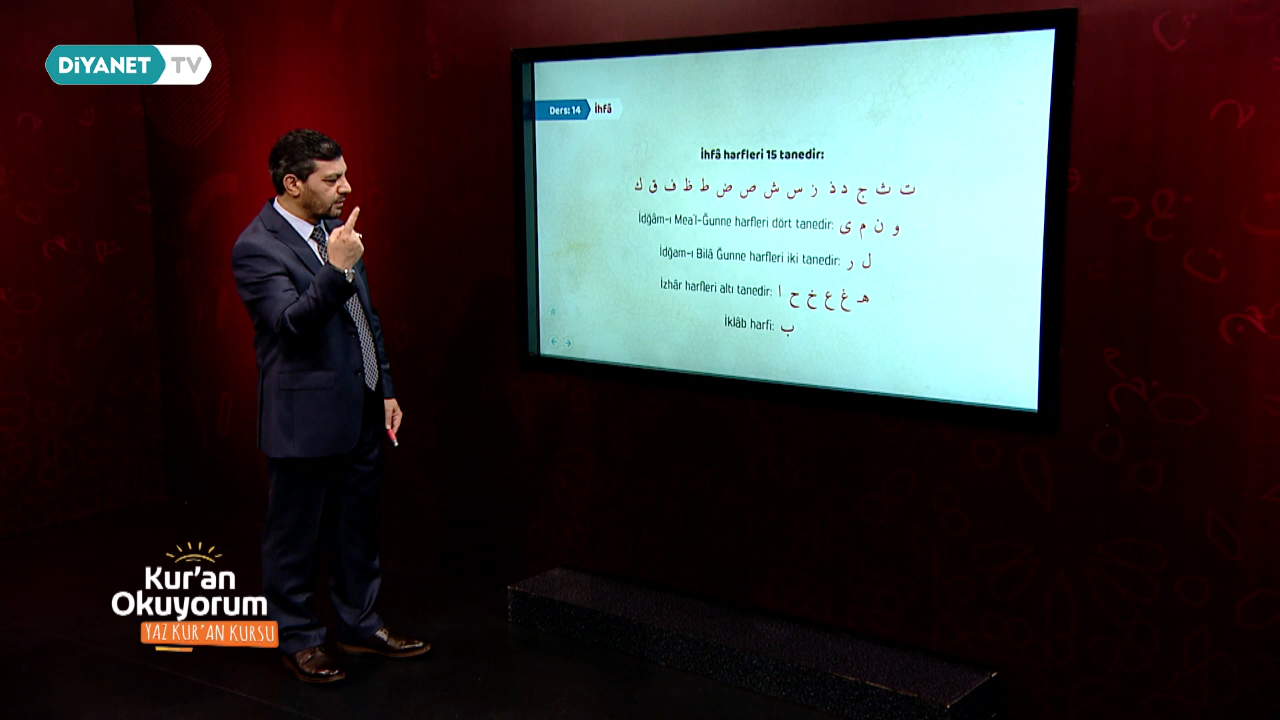 DİYANET TV
Ders: 14 İhfâ
İhfâ harfleri 15 tanedir:
ت ث ج د ذ ز س ش ص ض ط ظ ف ق ك
İdğâm-ı Mea'l-Ğunne harfleri dört tanedir: و ن م ى
İdğam-ı Bilâ Ğunne harfleri iki tanedir: ل ر
İzhâr harfleri altı tanedir: هـ غ ع خ ح ا
İklâb harfi: ب
Kur'an
Okuyorum
YAZ KUR'AN KURSU